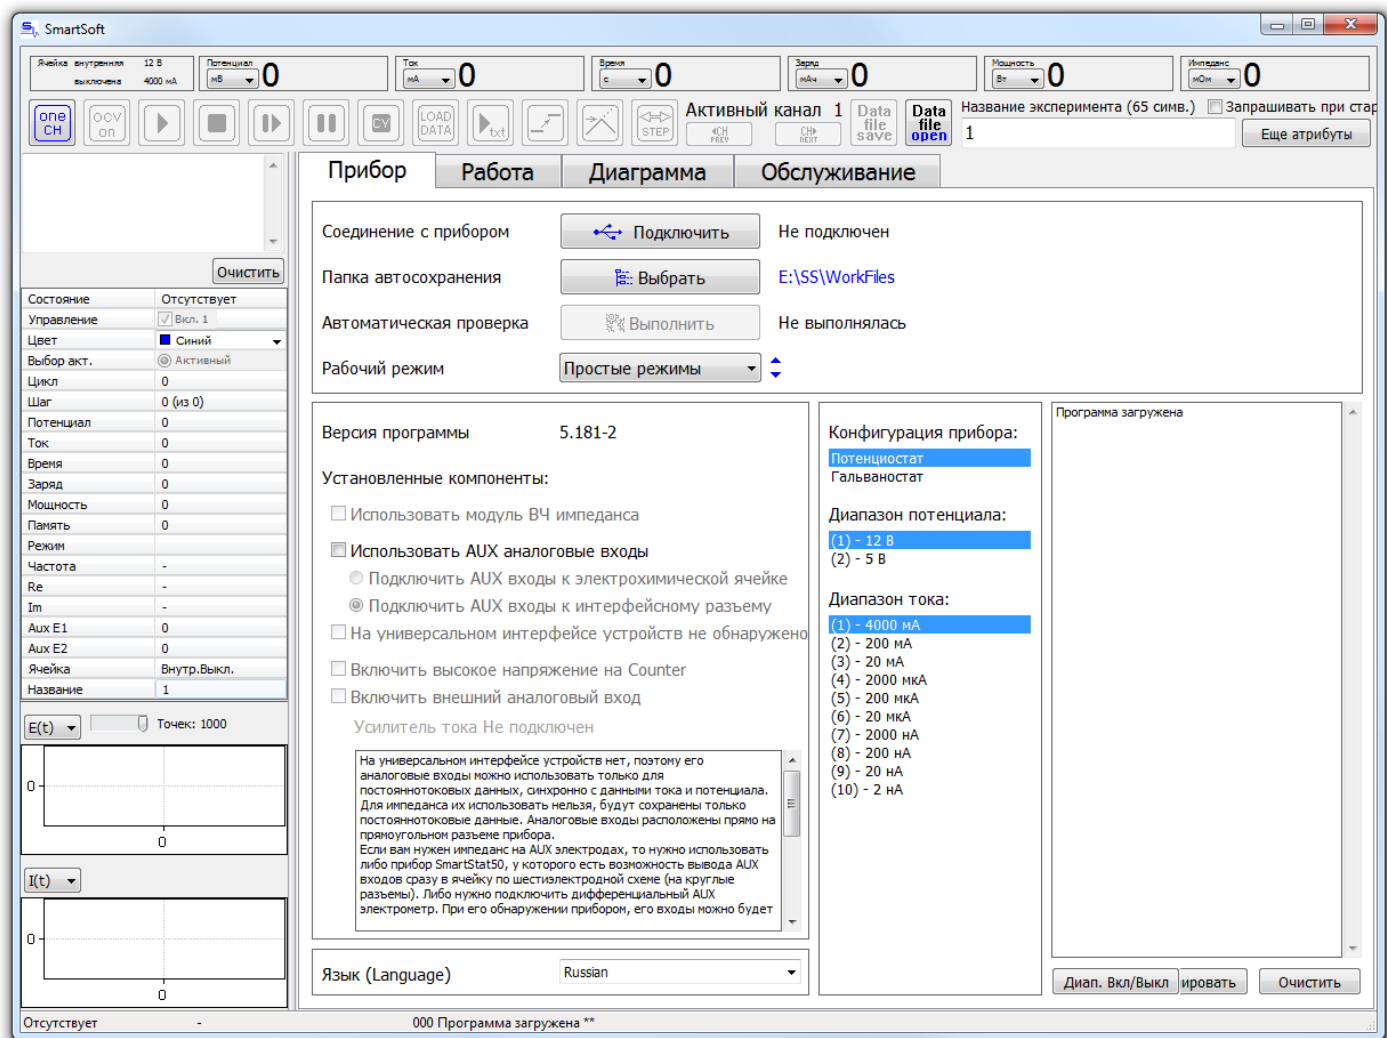 SmartSoft
Ячейка внутренняя 12 В
выключена 4000 мА
Потенциал
мВ 0
Ток
мА 0
Время
с 0
Заряд
мАч 0
Мощность
Вт 0
Импеданс
мОм 0
one CH
OCV on
CY
LOAD DATA
txt
STEP
Активный канал 1
CH PREV
CH NEXT
Data file save
Data file open
Название эксперимента (65 симв.)
Запрашивать при стар
1
Еще атрибуты
Очистить
Состояние Отсутствует
Управление Вкл. 1
Цвет Синий
Выбор акт. Активный
Цикл 0
Шаг 0 (из 0)
Потенциал 0
Ток 0
Время 0
Заряд 0
Мощность 0
Память 0
Режим
Частота -
Re -
Im -
Aux E1 0
Aux E2 0
Ячейка Внутр.Выкл.
Название 1
E(t) Точек: 1000
0
0
I(t)
0
0
Прибор Работа Диаграмма Обслуживание
Соединение с прибором Подключить Не подключен
Папка автосохранения Выбрать E:\SS\WorkFiles
Автоматическая проверка Выполнить Не выполнялась
Рабочий режим Простые режимы
Версия программы 5.181-2
Установленные компоненты:
Использовать модуль ВЧ импеданса
Использовать AUX аналоговые входы
Подключить AUX входы к электрохимической ячейке
Подключить AUX входы к интерфейсному разъему
На универсальном интерфейсе устройств не обнаружено
Включить высокое напряжение на Counter
Включить внешний аналоговый вход
Усилитель тока Не подключен
На универсальном интерфейсе устройств нет, поэтому его
аналоговые входы можно использовать только для
постояннотоковых данных, синхронно с данными тока и потенциала.
Для импеданса их использовать нельзя, будут сохранены только
постояннотоковые данные. Аналоговые входы расположены прямо на
прямоугольном разъеме прибора.
Если вам нужен импеданс на AUX электродах, то нужно использовать
либо прибор SmartStat50, у которого есть возможность вывода AUX
входов сразу в ячейку по шестиэлектродной схеме (на круглые
разъемы). Либо нужно подключить дифференциальный AUX
электрометр. При его обнаружении прибором, его входы можно будет
Язык (Language) Russian
Конфигурация прибора:
Потенциостат
Гальваностат
Диапазон потенциала:
(1) - 12 В
(2) - 5 В
Диапазон тока:
(1) - 4000 мА
(2) - 200 мА
(3) - 20 мА
(4) - 2000 мкА
(5) - 200 мкА
(6) - 20 мкА
(7) - 2000 нА
(8) - 200 нА
(9) - 20 нА
(10) - 2 нА
Программа загружена
Диап. Вкл/Выкл
ировать
Очистить
Отсутствует - 000 Программа загружена **